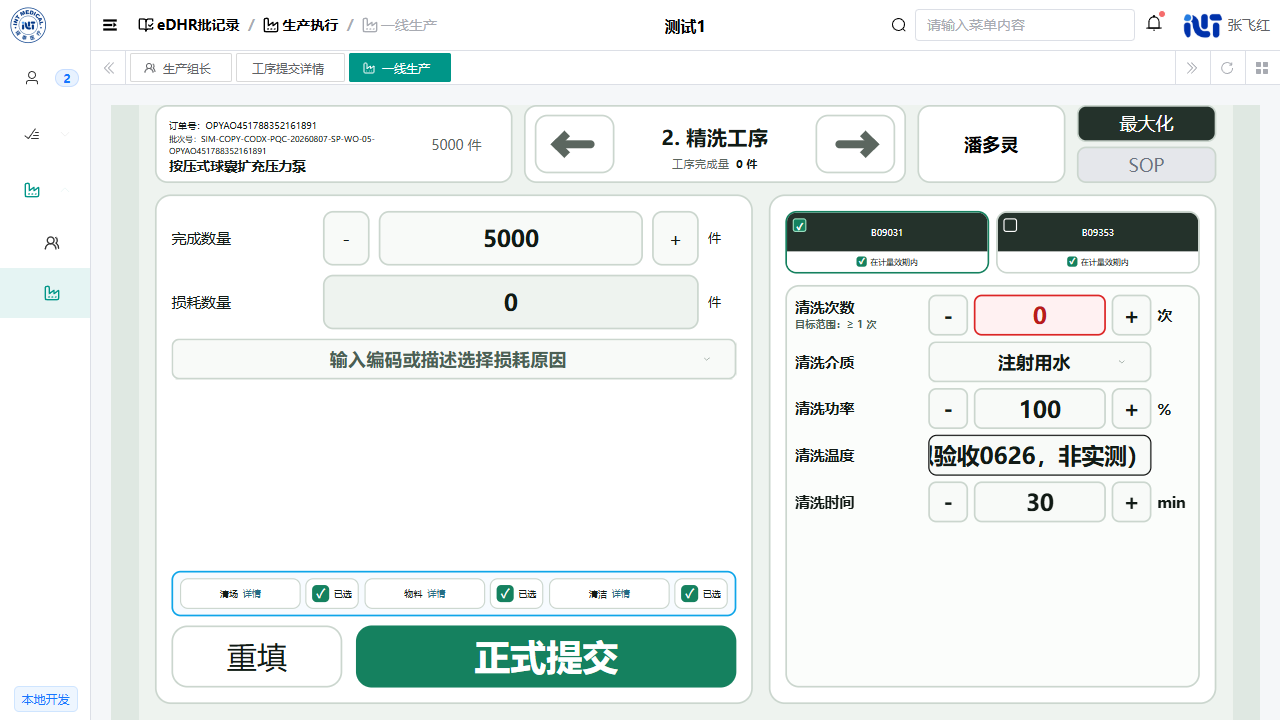 eDHR批记录 / 生产执行 / 一线生产
测试1
请输入菜单内容
张飞红
2
生产组长
工序提交详情
一线生产
订单号：OPYAO451788352161891
批次号：SIM-COPY-CODX-PQC-20260807-SP-WO-05-
OPYAO451788352161891
按压式球囊扩充压力泵
5000 件
2. 精洗工序
工序完成量 0 件
潘多灵
最大化
SOP
完成数量
-
5000
+
件
损耗数量
0
件
输入编码或描述选择损耗原因
清场 详情
已选
物料 详情
已选
清洁 详情
已选
重填
正式提交
B09031
在计量效期内
B09353
在计量效期内
清洗次数
目标范围：≥ 1 次
-
0
+
次
清洗介质
注射用水
清洗功率
-
100
+
%
清洗温度
验收0626，非实测）
清洗时间
-
30
+
min
本地开发